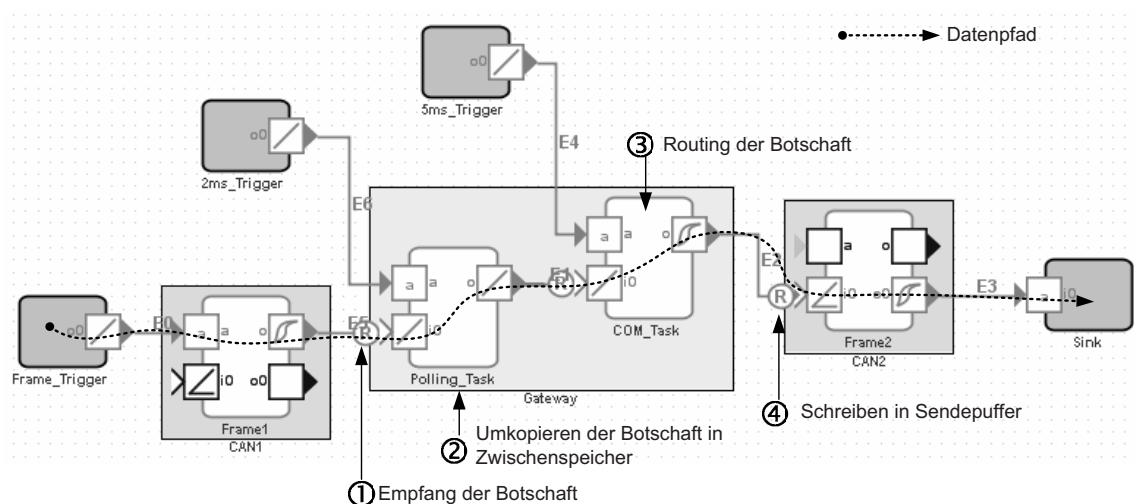 Datenpfad
o0
5ms_Trigger
E4
o0
2ms_Trigger
E6
③ Routing der Botschaft
a a o
i0
COM_Task
a a o
i0
Polling_Task
Gateway
E2
a o
i0 o0
Frame2
CAN2
E3
a i0
Sink
o0
Frame_Trigger
E0
a a o
i0 o0
Frame1
CAN1
E5
R
R
R
④ Schreiben in Sendepuffer
② Umkopieren der Botschaft in
Zwischenspeicher
① Empfang der Botschaft